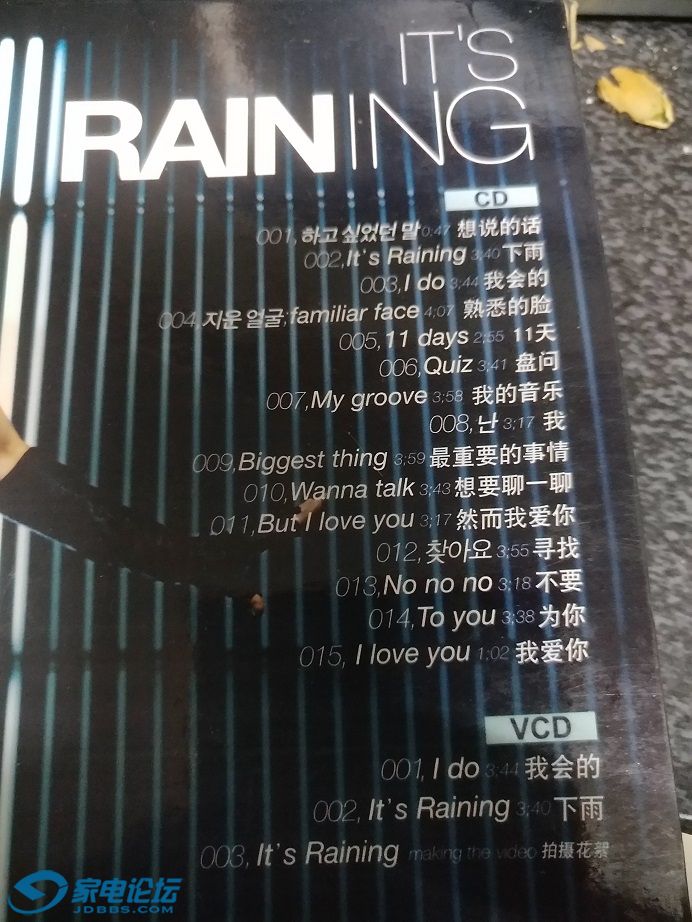 IT'S
RAINING
CD
001,하고 싶었던 말 0;47 想说的话
002,It's Raining 3;40 下雨
003,I do 3;44 我会的
004,지운 얼굴;familiar face 4;07 熟悉的脸
005,11 days 2;55 11天
006,Quiz 3;41 盘问
007,My groove 3;58 我的音乐
008,난 3;17 我
009,Biggest thing 3;59 最重要的事情
010,Wanna talk 3;43 想要聊一聊
011,But I love you 3;17 然而我爱你
012,찾아요 3;55 寻找
013,No no no 3;18 不要
014,To you 3;38 为你
015, I love you 1;02 我爱你
VCD
001, I do 3;44 我会的
002, It's Raining 3;40 下雨
003, It's Raining making the video 拍摄花絮
家电论坛
JDBBS.COM